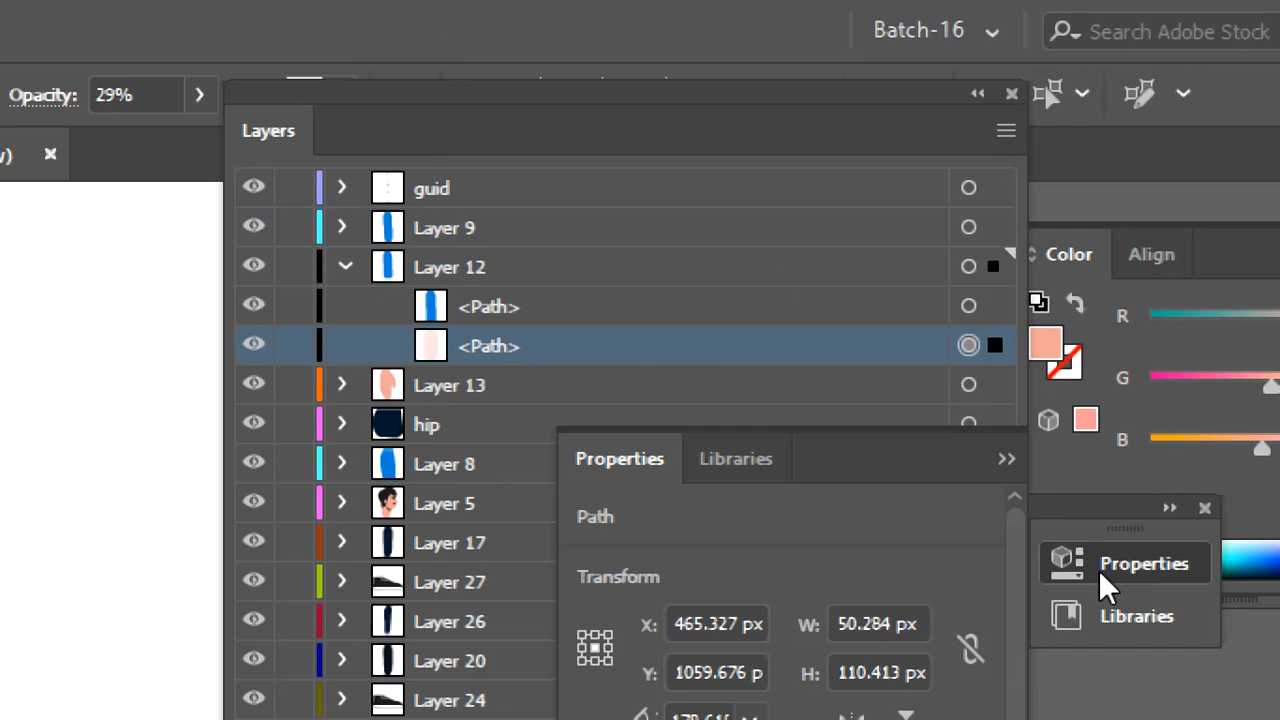 Batch-16
Search Adobe Stock
Opacity: 29%
Layers
guid
Layer 9
Layer 12
<Path>
<Path>
Layer 13
hip
Layer 8
Layer 5
Layer 17
Layer 27
Layer 26
Layer 20
Layer 24
Color Align
R
G
B
Properties Libraries
Path
Transform
X: 465.327 px W: 50.284 px
Y: 1059.676 p H: 110.413 px
Properties
Libraries